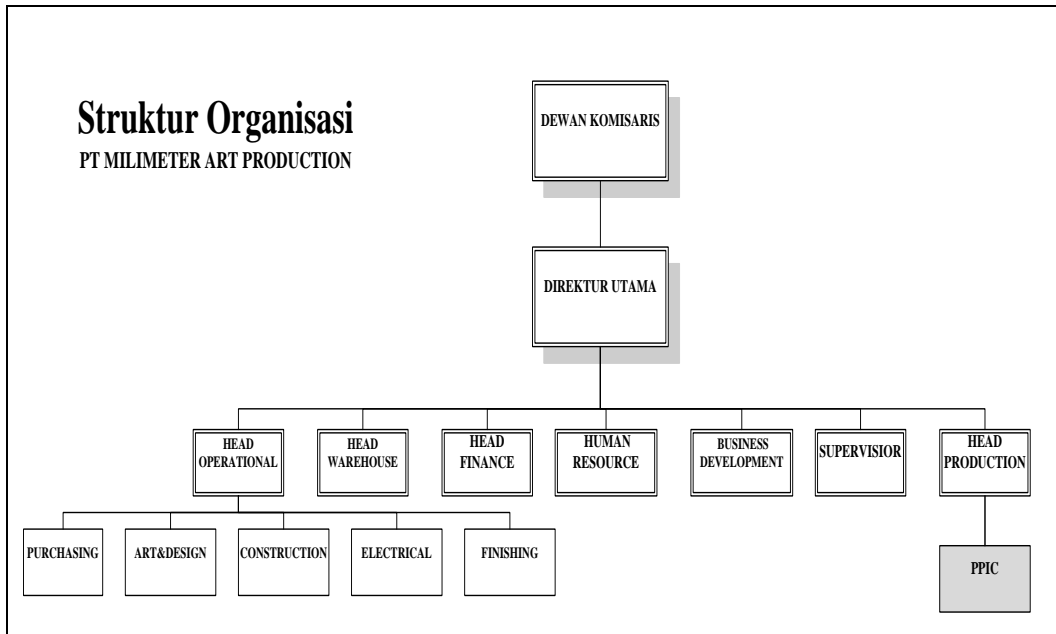 Struktur Organisasi
PT MILIMETER ART PRODUCTION
DEWAN KOMISARIS
DIREKTUR UTAMA
HEAD
OPERATIONAL
HEAD
WAREHOUSE
HEAD
FINANCE
HUMAN
RESOURCE
BUSINESS
DEVELOPMENT
SUPERVISIOR
HEAD
PRODUCTION
PURCHASING
ART&DESIGN
CONSTRUCTION
ELECTRICAL
FINISHING
PPIC